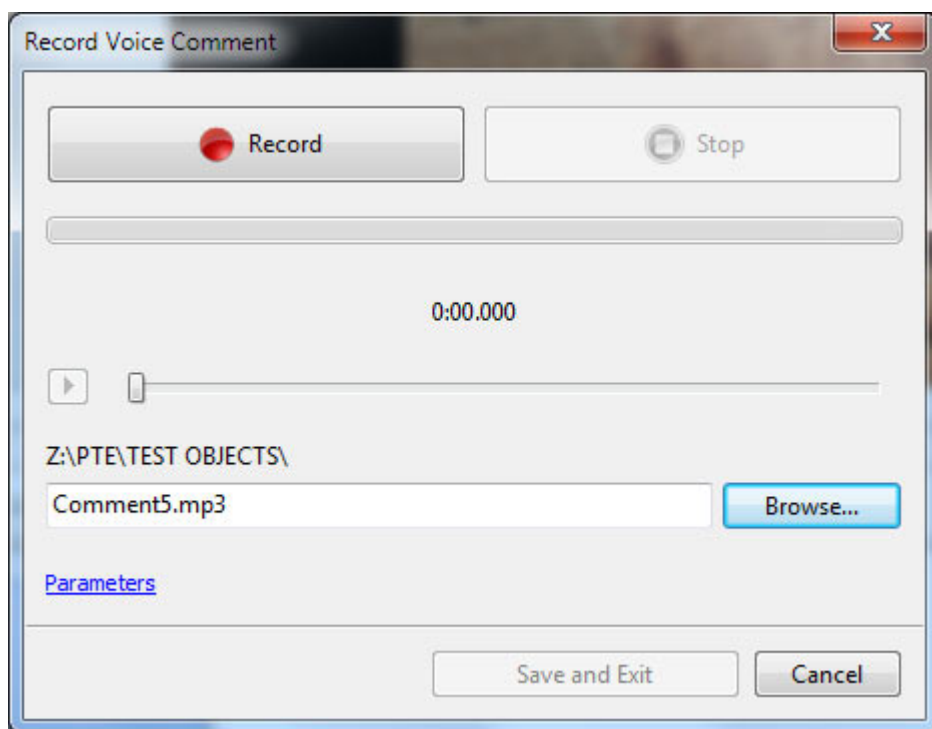 Record Voice Comment
Record
Stop
0:00.000
Z:\PTE\TEST OBJECTS\
Comment5.mp3
Browse...
Parameters
Save and Exit
Cancel